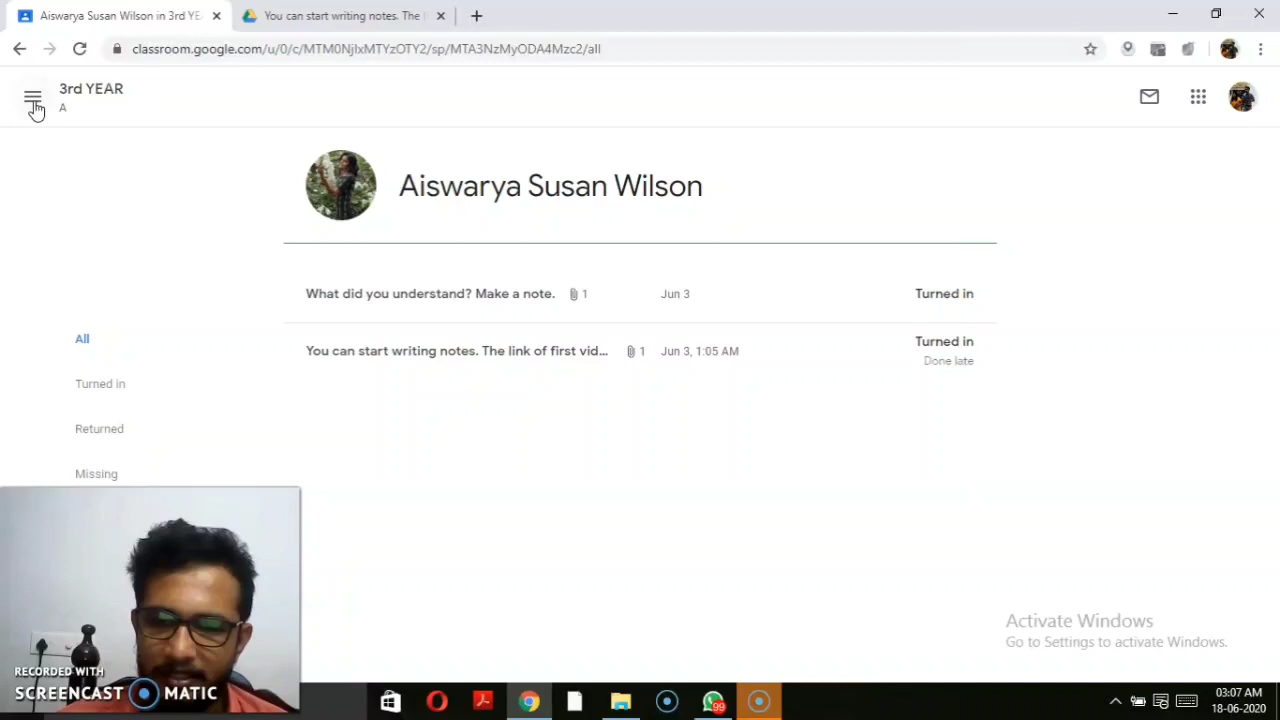 Aiswarya Susan Wilson in 3rd YE
You can start writing notes. The l
classroom.google.com/u/0/c/MTM0NjIxMTYzOTY2/sp/MTA3NzMyODA4Mzc2/all
3rd YEAR
A
Aiswarya Susan Wilson
What did you understand? Make a note. 1 Jun 3 Turned in
You can start writing notes. The link of first vid... 1 Jun 3, 1:05 AM Turned in
Done late
All
Turned in
Returned
Missing
Activate Windows
Go to Settings to activate Windows.
RECORDED WITH
SCREENCAST MATIC
99
03:07 AM
18-06-2020